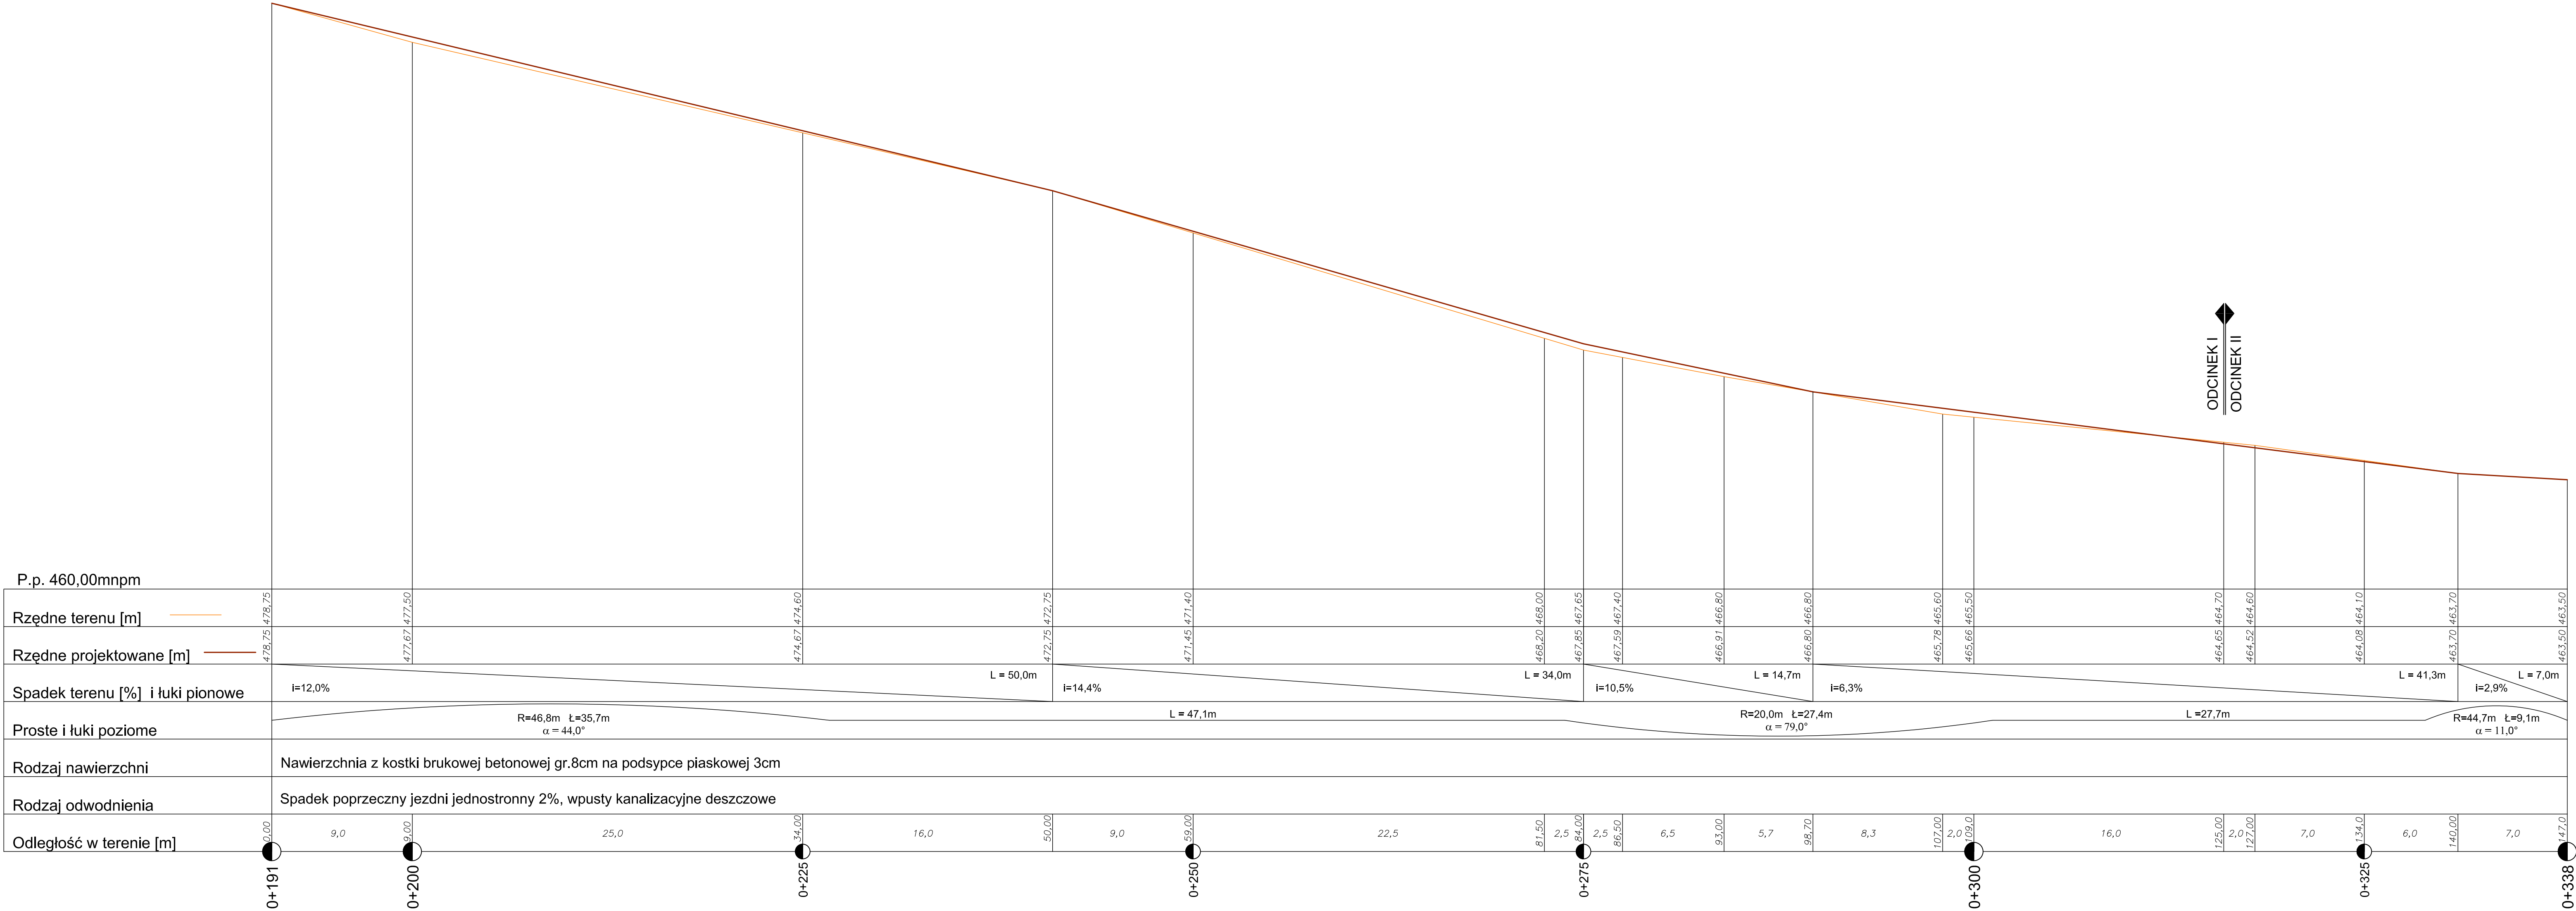 ODCINEK I
ODCINEK II
P.p. 460,00mnpm
Rzędne terenu [m]
478,75 477,50 474,60 472,75 471,40 468,00 467,65 467,40 466,80 466,80 465,60 465,50 464,70 464,60 464,10 463,70 463,50
Rzędne projektowane [m]
478,75 477,67 474,67 472,75 471,45 468,20 467,85 467,59 466,91 466,80 465,78 465,66 464,65 464,52 464,08 463,70 463,50
Spadek terenu [%] i łuki pionowe
L = 50,0m L = 34,0m L = 14,7m L = 41,3m L = 7,0m
i=12,0% i=14,4% i=10,5% i=6,3% i=2,9%
Proste i łuki poziome
R=46,8m Ł=35,7m
α = 44,0°
L = 47,1m
R=20,0m Ł=27,4m
α = 79,0°
L =27,7m
R=44,7m Ł=9,1m
α = 11,0°
Rodzaj nawierzchni
Nawierzchnia z kostki brukowej betonowej gr.8cm na podsypce piaskowej 3cm
Rodzaj odwodnienia
Spadek poprzeczny jezdni jednostronny 2%, wpusty kanalizacyjne deszczowe
Odległość w terenie [m]
0,00 9,0 9,00 25,0 34,00 16,0 50,00 9,0 59,00 22,5 81,50 2,5 84,00 2,5 86,50 6,5 93,00 5,7 98,70 8,3 107,00 2,0 109,0 16,0 125,00 2,0 127,00 7,0 134,0 6,0 140,00 7,0 147,0
0+191 0+200 0+225 0+250 0+275 0+300 0+325 0+338